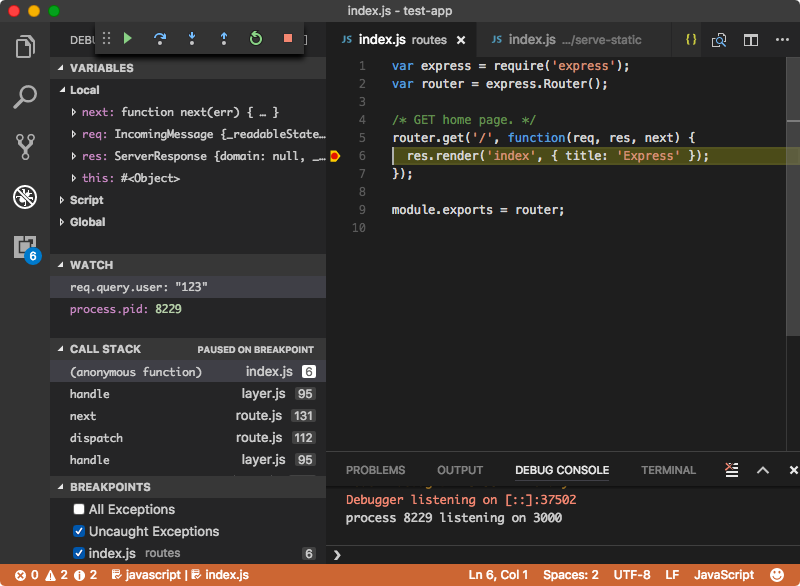 index.js - test-app
DEBU
JS index.js routes
JS index.js .../serve-static
VARIABLES
Local
next: function next(err) { … }
req: IncomingMessage {_readableState…
res: ServerResponse {domain: null, _…
this: #<Object>
Script
Global
WATCH
req.query.user: "123"
process.pid: 8229
CALL STACK PAUSED ON BREAKPOINT
(anonymous function) index.js 6
handle layer.js 95
next route.js 131
dispatch route.js 112
handle layer.js 95
BREAKPOINTS
All Exceptions
Uncaught Exceptions
index.js routes 6
6
1 var express = require('express');
2 var router = express.Router();
3
4 /* GET home page. */
5 router.get('/', function(req, res, next) {
6 res.render('index', { title: 'Express' });
7 });
8
9 module.exports = router;
10
PROBLEMS OUTPUT DEBUG CONSOLE TERMINAL
Debugger listening on [::]:37502
process 8229 listening on 3000
0 2 2 javascript | index.js Ln 6, Col 1 Spaces: 2 UTF-8 LF JavaScript